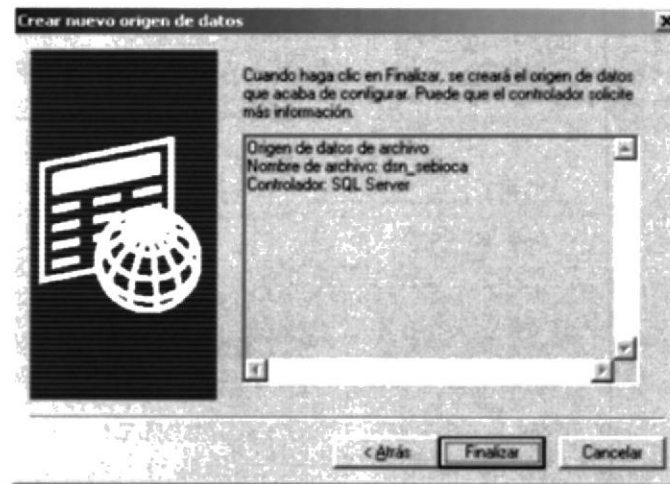 Crear nuevo origen de datos
Cuando haga clic en Finalizar, se creará el origen de datos
que acaba de configurar. Puede que el controlador solicite
más información.
Origen de datos de archivo
Nombre de archivo: dsn_sebioca
Controlador: SQL Server
< Atrás
Finalizar
Cancelar